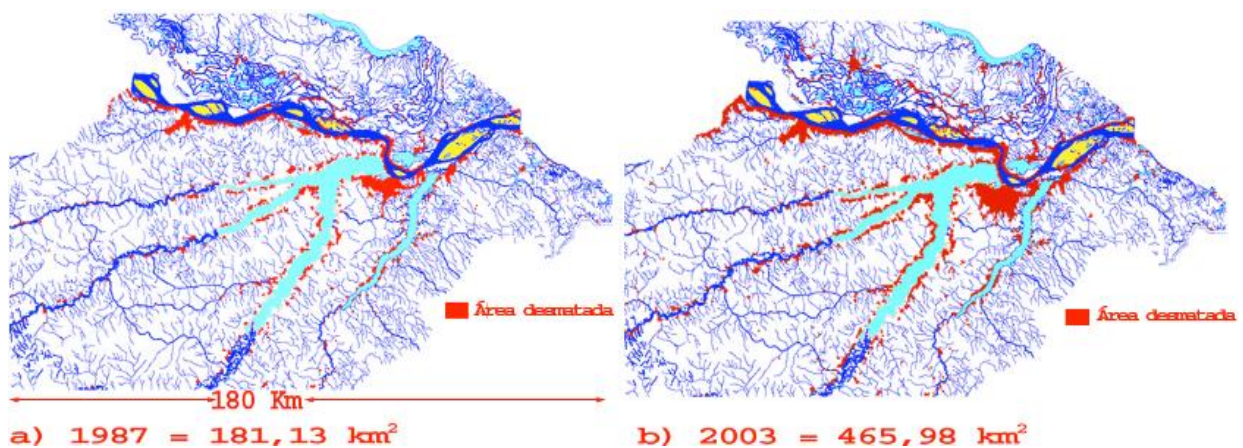 Área desmatada
Área desmatada
180 Km
a) 1987 = 181,13 km²
b) 2003 = 465,98 km²